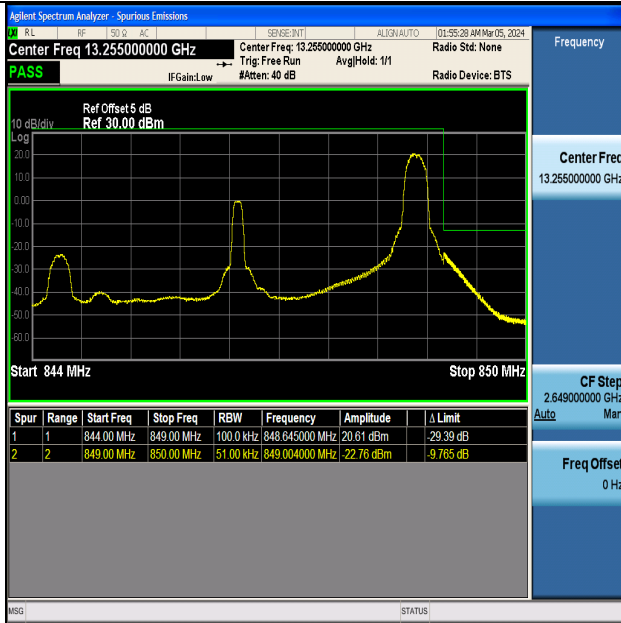 Agilent Spectrum Analyzer - Spurious Emissions
RL RF 50 Ω AC SENSE:INT ALIGN AUTO 01:55:28 AM Mar 05, 2024
Center Freq 13.255000000 GHz
Center Freq: 13.255000000 GHz
Radio Std: None
Trig: Free Run Avg|Hold: 1/1
PASS
IFGain:Low
#Atten: 40 dB
Radio Device: BTS
Ref Offset 5 dB
10 dB/div Ref 30.00 dBm
Log
20.0
10.0
0.00
-10.0
-20.0
-30.0
-40.0
-50.0
-60.0
Start 844 MHz Stop 850 MHz
Spur Range Start Freq Stop Freq RBW Frequency Amplitude Δ Limit
1 1 844.00 MHz 849.00 MHz 100.0 kHz 848.645000 MHz 20.61 dBm -29.39 dB
2 2 849.00 MHz 850.00 MHz 51.00 kHz 849.004000 MHz -22.76 dBm -9.765 dB
Frequency
Center Freq
13.255000000 GHz
CF Step
2.649000000 GHz
Auto Man
Freq Offset
0 Hz
MSG STATUS